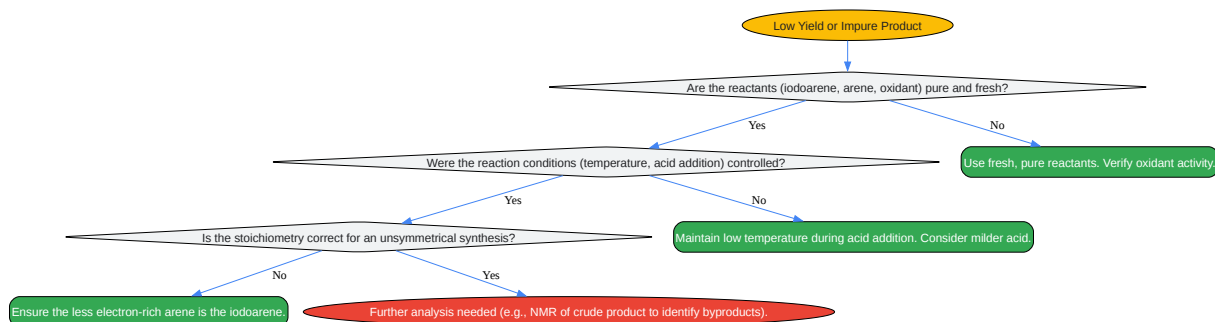 Low Yield or Impure Product
Are the reactants (iodoarene, arene, oxidant) pure and fresh?
Yes
No
Were the reaction conditions (temperature, acid addition) controlled?
Use fresh, pure reactants. Verify oxidant activity.
Yes
No
Is the stoichiometry correct for an unsymmetrical synthesis?
Maintain low temperature during acid addition. Consider milder acid.
No
Yes
Ensure the less electron-rich arene is the iodoarene.
Further analysis needed (e.g., NMR of crude product to identify byproducts).